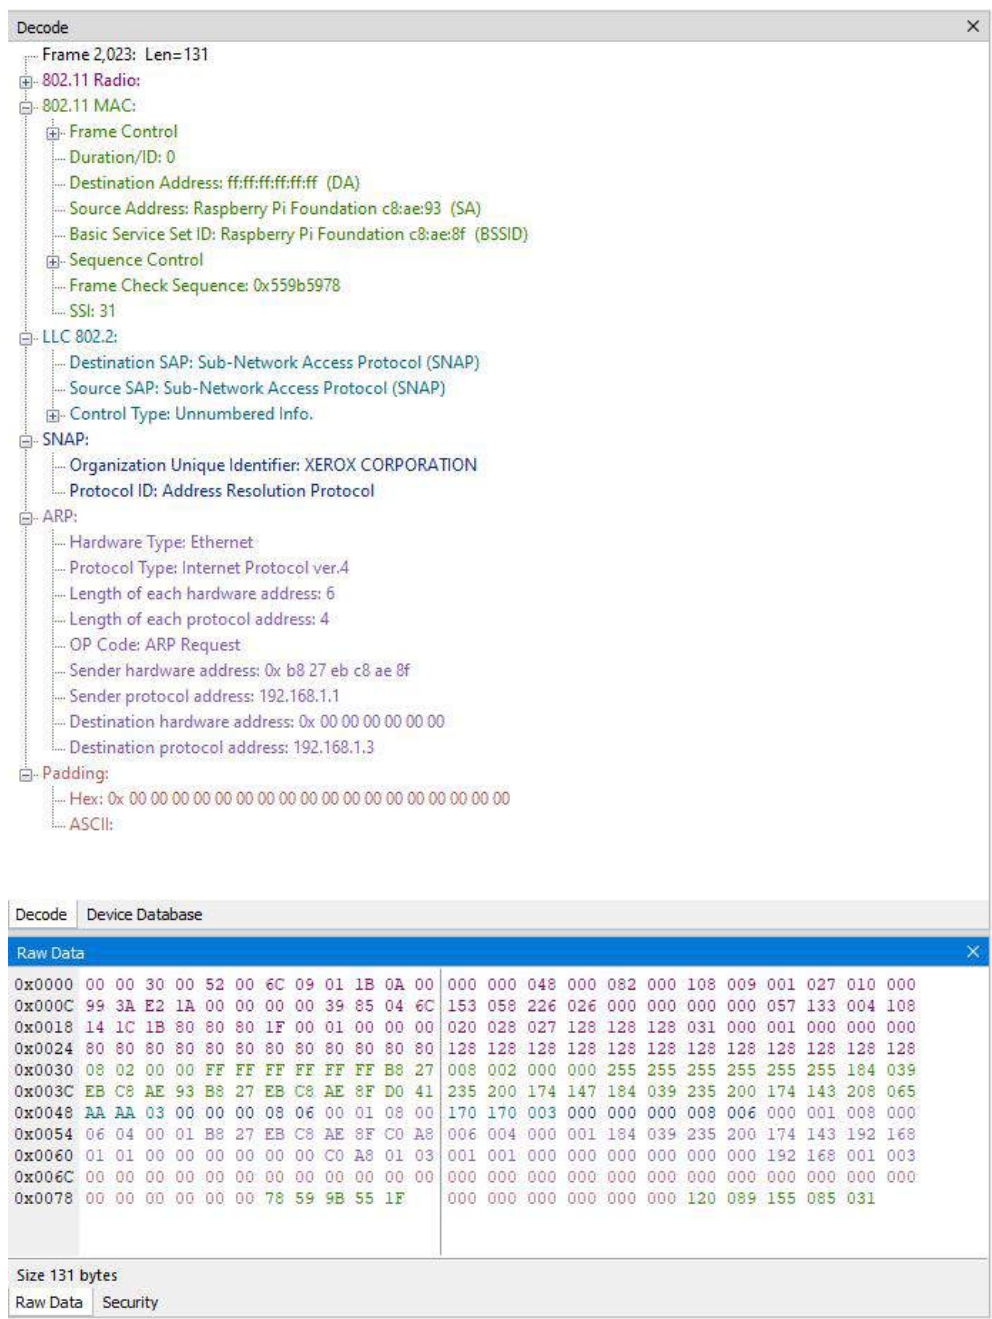 Decode
Frame 2,023: Len=131
802.11 Radio:
802.11 MAC:
Frame Control
Duration/ID: 0
Destination Address: ff:ff:ff:ff:ff:ff (DA)
Source Address: Raspberry Pi Foundation c8:ae:93 (SA)
Basic Service Set ID: Raspberry Pi Foundation c8:ae:8f (BSSID)
Sequence Control
Frame Check Sequence: 0x559b5978
SSI: 31
LLC 802.2:
Destination SAP: Sub-Network Access Protocol (SNAP)
Source SAP: Sub-Network Access Protocol (SNAP)
Control Type: Unnumbered Info.
SNAP:
Organization Unique Identifier: XEROX CORPORATION
Protocol ID: Address Resolution Protocol
ARP:
Hardware Type: Ethernet
Protocol Type: Internet Protocol ver.4
Length of each hardware address: 6
Length of each protocol address: 4
OP Code: ARP Request
Sender hardware address: 0x b8 27 eb c8 ae 8f
Sender protocol address: 192.168.1.1
Destination hardware address: 0x 00 00 00 00 00 00
Destination protocol address: 192.168.1.3
Padding:
Hex: 0x 00 00 00 00 00 00 00 00 00 00 00 00 00 00 00 00 00 00
ASCII:
Decode Device Database
Raw Data
0x0000 00 00 30 00 52 00 6C 09 01 1B 0A 00 000 000 048 000 082 000 108 009 001 027 010 000
0x000C 99 3A E2 1A 00 00 00 00 39 85 04 6C 153 058 226 026 000 000 000 000 057 133 004 108
0x0018 14 1C 1B 80 80 80 1F 00 01 00 00 00 020 028 027 128 128 128 031 000 001 000 000 000
0x0024 80 80 80 80 80 80 80 80 80 80 80 80 128 128 128 128 128 128 128 128 128 128 128 128
0x0030 08 02 00 00 FF FF FF FF FF FF B8 27 008 002 000 000 255 255 255 255 255 255 184 039
0x003C EB C8 AE 93 B8 27 EB C8 AE 8F D0 41 235 200 174 147 184 039 235 200 174 143 208 065
0x0048 AA AA 03 00 00 00 08 06 00 01 08 00 170 170 003 000 000 000 008 006 000 001 008 000
0x0054 06 04 00 01 B8 27 EB C8 AE 8F C0 A8 006 004 000 001 184 039 235 200 174 143 192 168
0x0060 01 01 00 00 00 00 00 00 C0 A8 01 03 001 001 000 000 000 000 000 000 192 168 001 003
0x006C 00 00 00 00 00 00 00 00 00 00 00 00 000 000 000 000 000 000 000 000 000 000 000 000
0x0078 00 00 00 00 00 00 78 59 9B 55 1F 000 000 000 000 000 000 120 089 155 085 031
Size 131 bytes
Raw Data Security